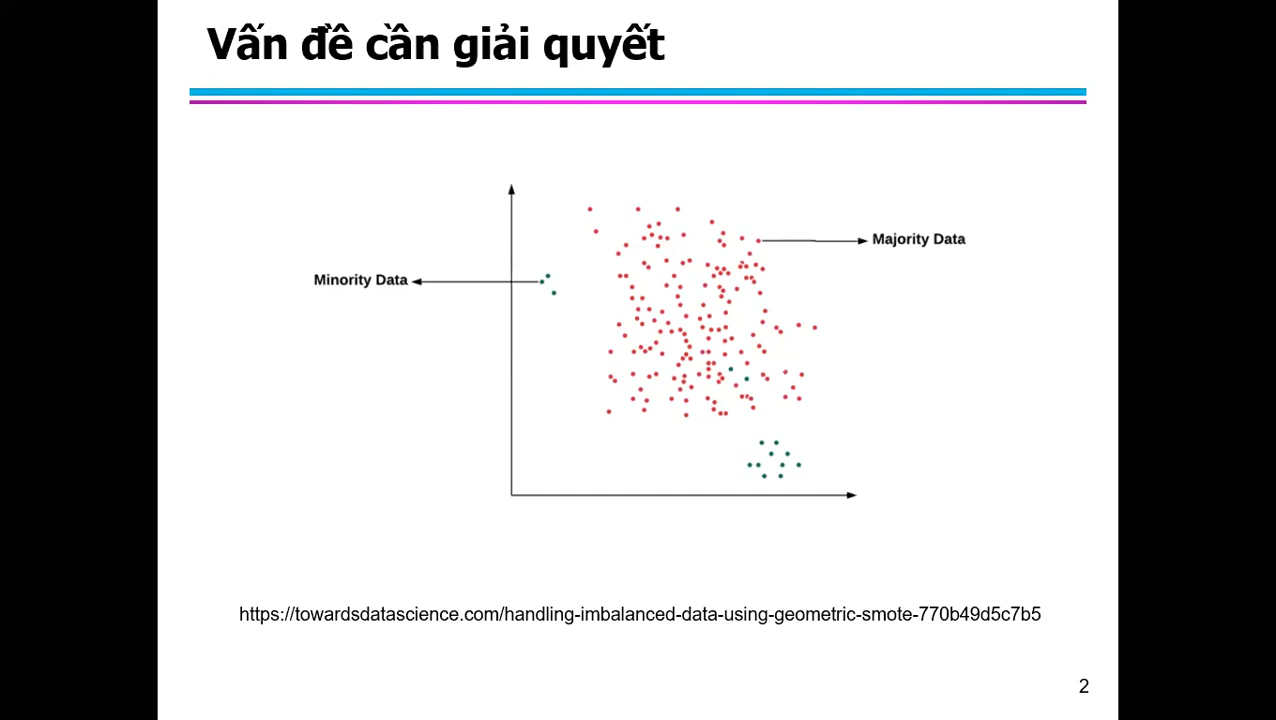 Vấn đề cần giải quyết
Majority Data
Minority Data
https://towardsdatascience.com/handling-imbalanced-data-using-geometric-smote-770b49d5c7b5
2